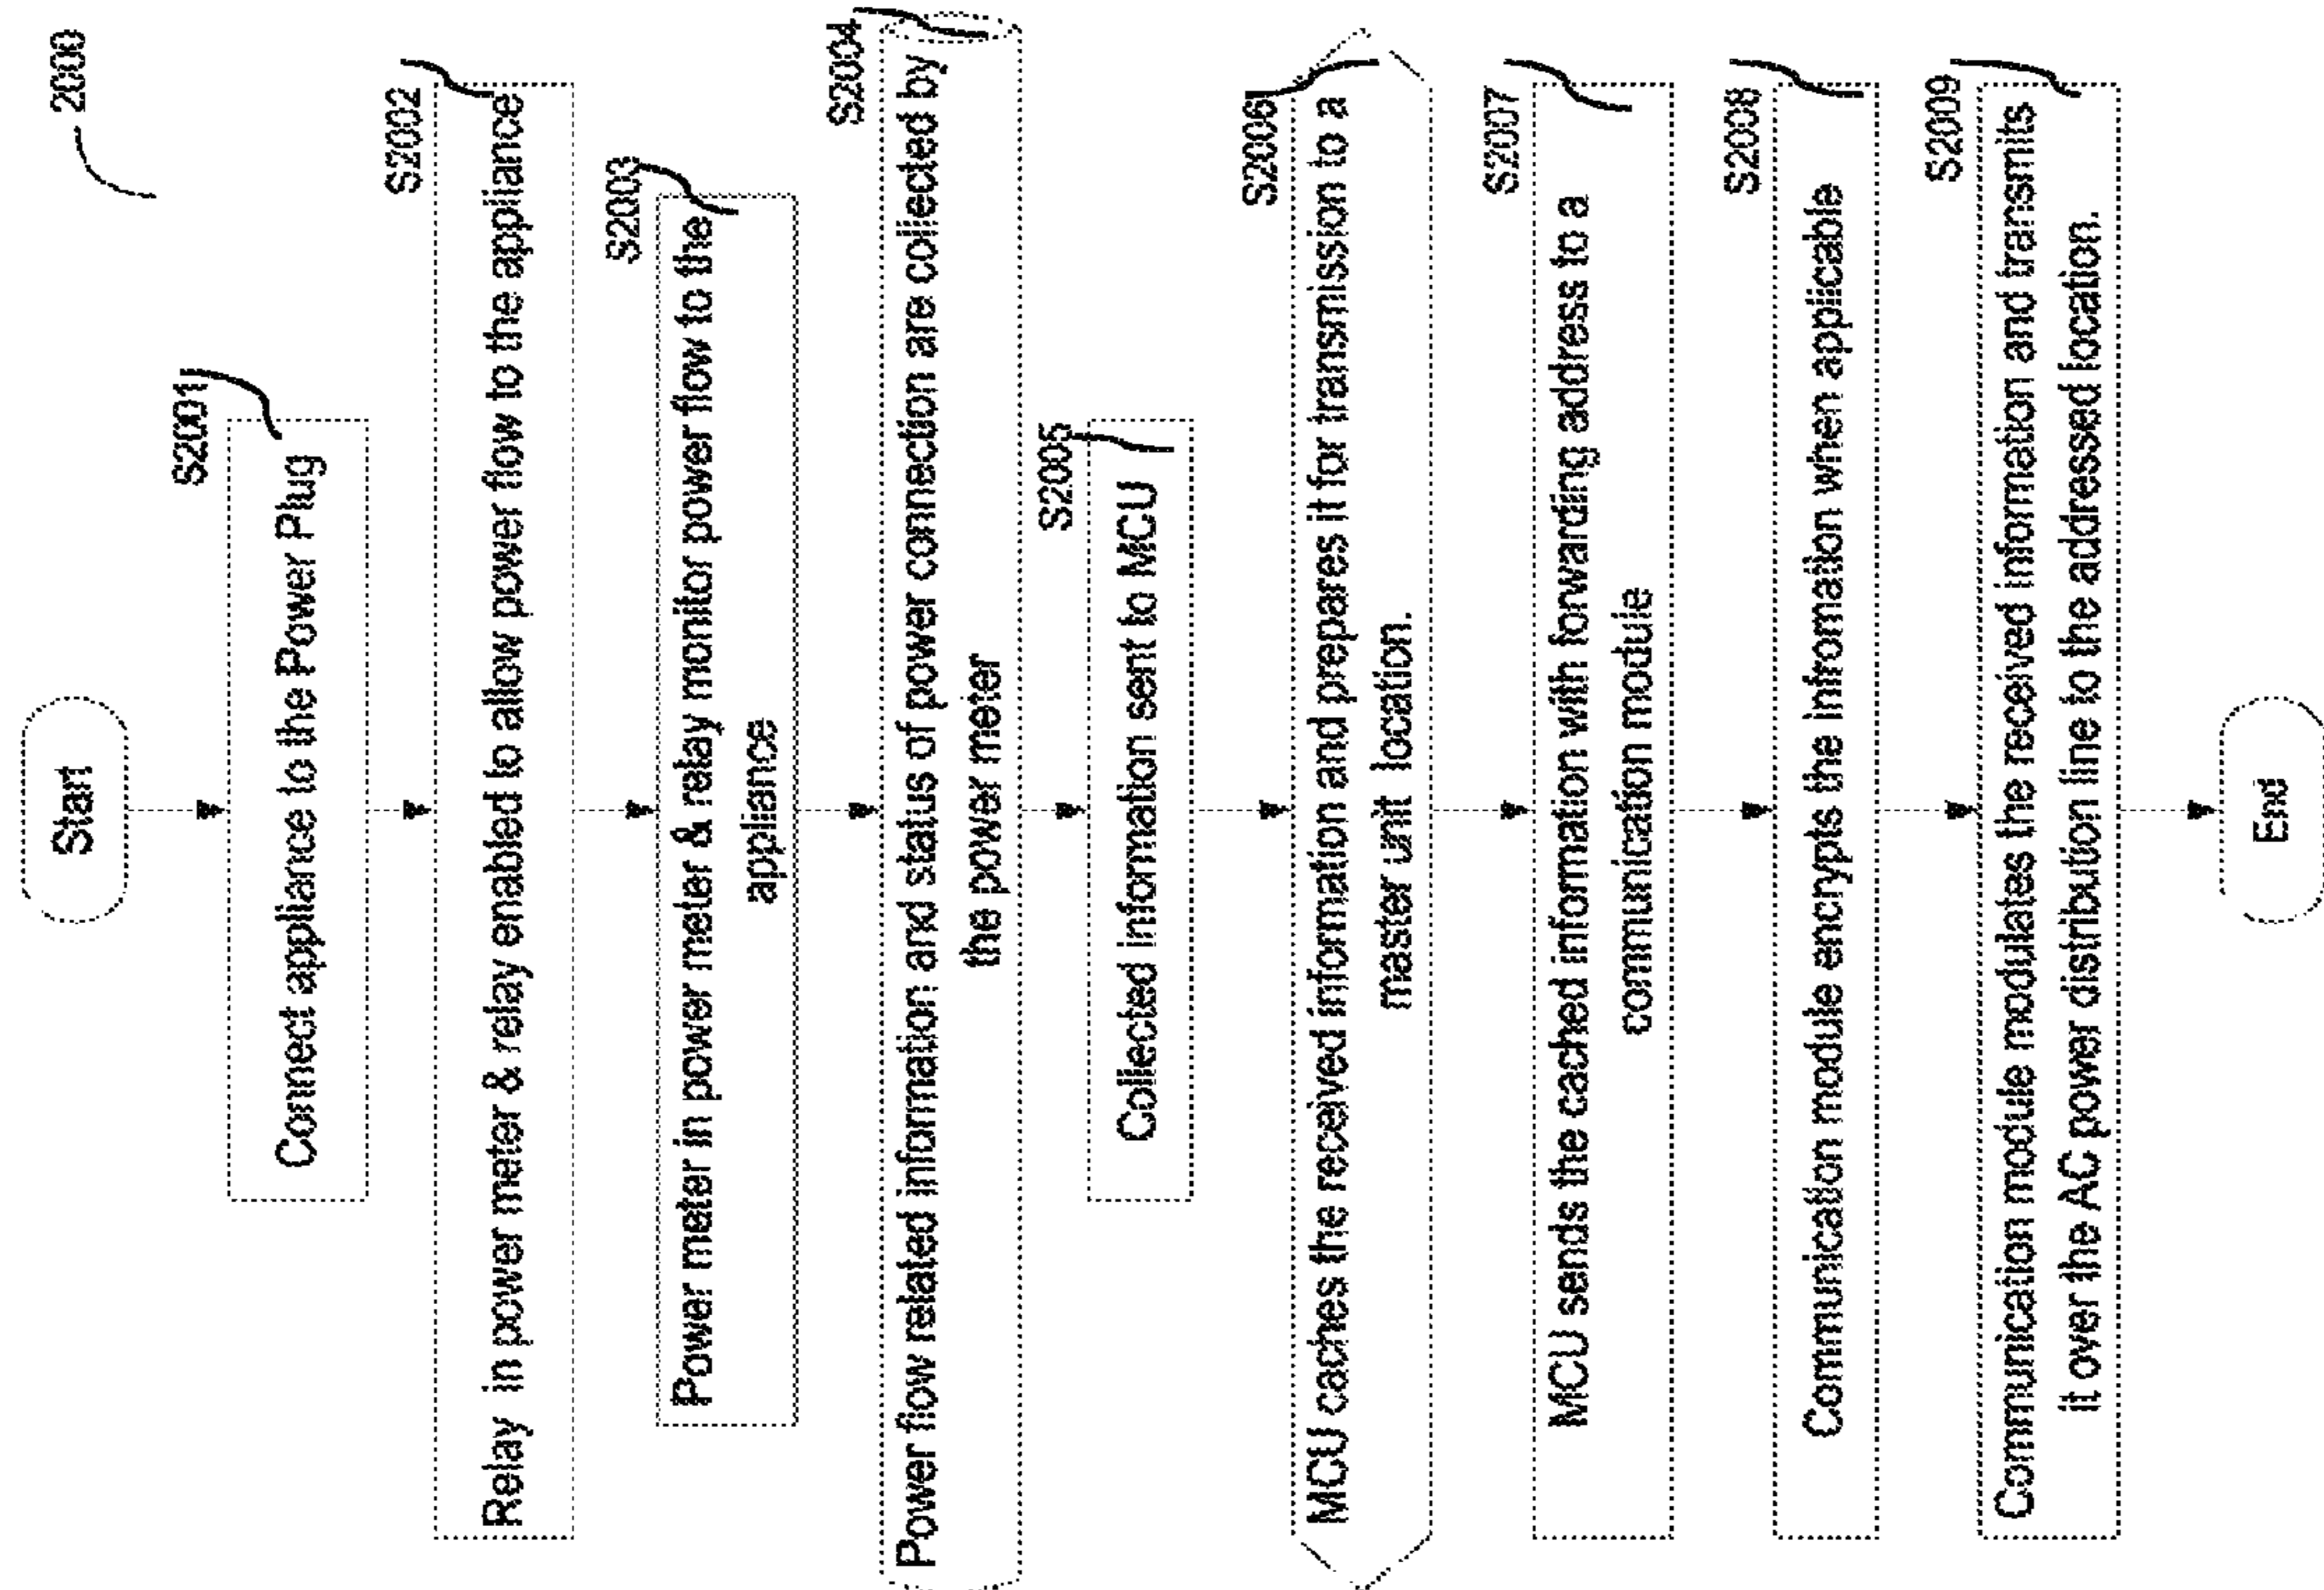 2000
Start
S2001
Connect appliance to the Power Plug
S2002
Relay in power meter & relay enabled to allow power flow to the appliance
S2003
Power meter in power meter & relay monitor power flow to the
appliance
S2004
Power flow related information and status of power connection are collected by
the power meter
S2005
Collected information sent to MCU
S2006
MCU caches the received information and prepares it for transmission to a
master unit location.
S2007
MCU sends the cached information with forwarding address to a
communication module
S2008
Communication module encrypts the infromation when applicable
S2009
Communication module modulates the received information and transmits
it over the AC power distribution line to the addressed location.
End